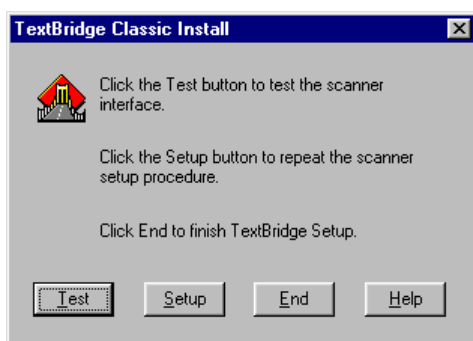 TextBridge Classic Install
Click the Test button to test the scanner
interface.
Click the Setup button to repeat the scanner
setup procedure.
Click End to finish TextBridge Setup.
Test Setup End Help